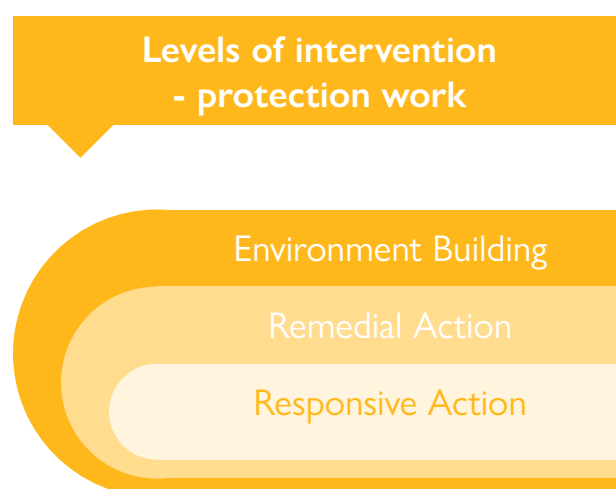 Levels of intervention
- protection work
Environment Building
Remedial Action
Responsive Action